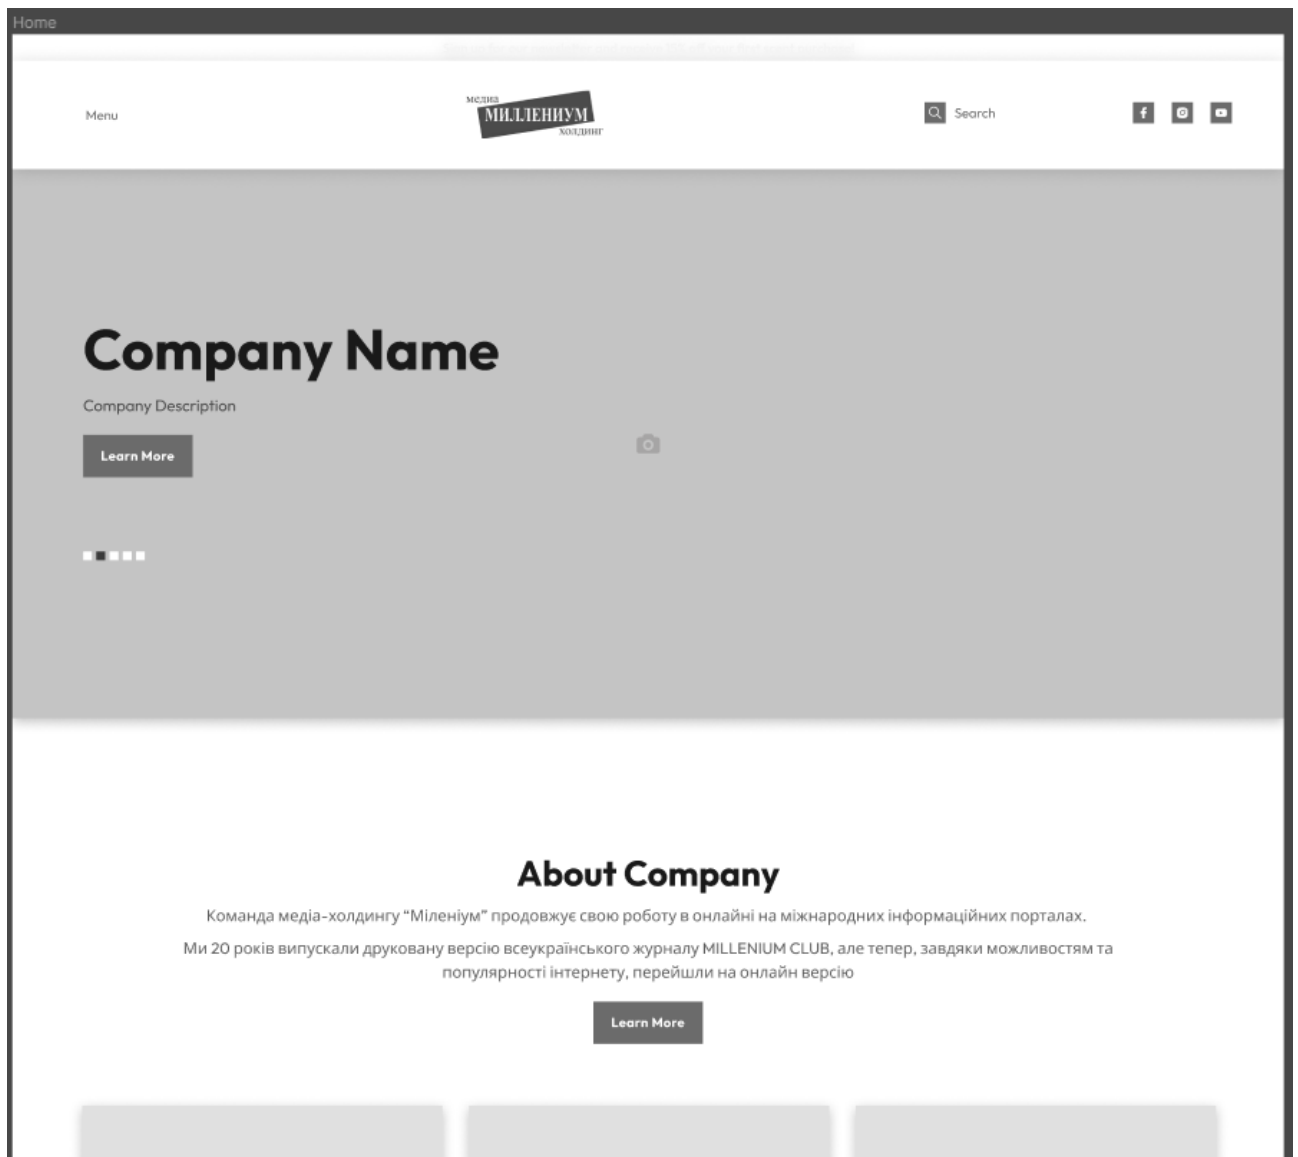 Home
Menu
медиа
МИЛЛЕНИУМ
холдинг
Search
Company Name
Company Description
Learn More
About Company
Команда медіа-холдингу “Міленіум” продовжує свою роботу в онлайні на міжнародних інформаційних порталах.
Ми 20 років випускали друковану версію всеукраїнського журналу MILLENIUM CLUB, але тепер, завдяки можливостям та
популярності інтернету, перейшли на онлайн версію
Learn More